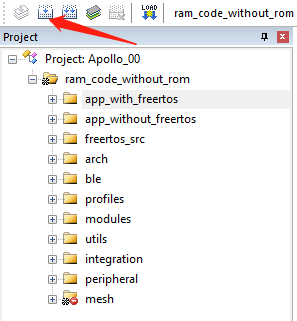 LOAD ram_code_without_rom
Project
Project: Apollo_00
ram_code_without_rom
app_with_freertos
app_without_freertos
freertos_src
arch
ble
profiles
modules
utils
integration
peripheral
mesh